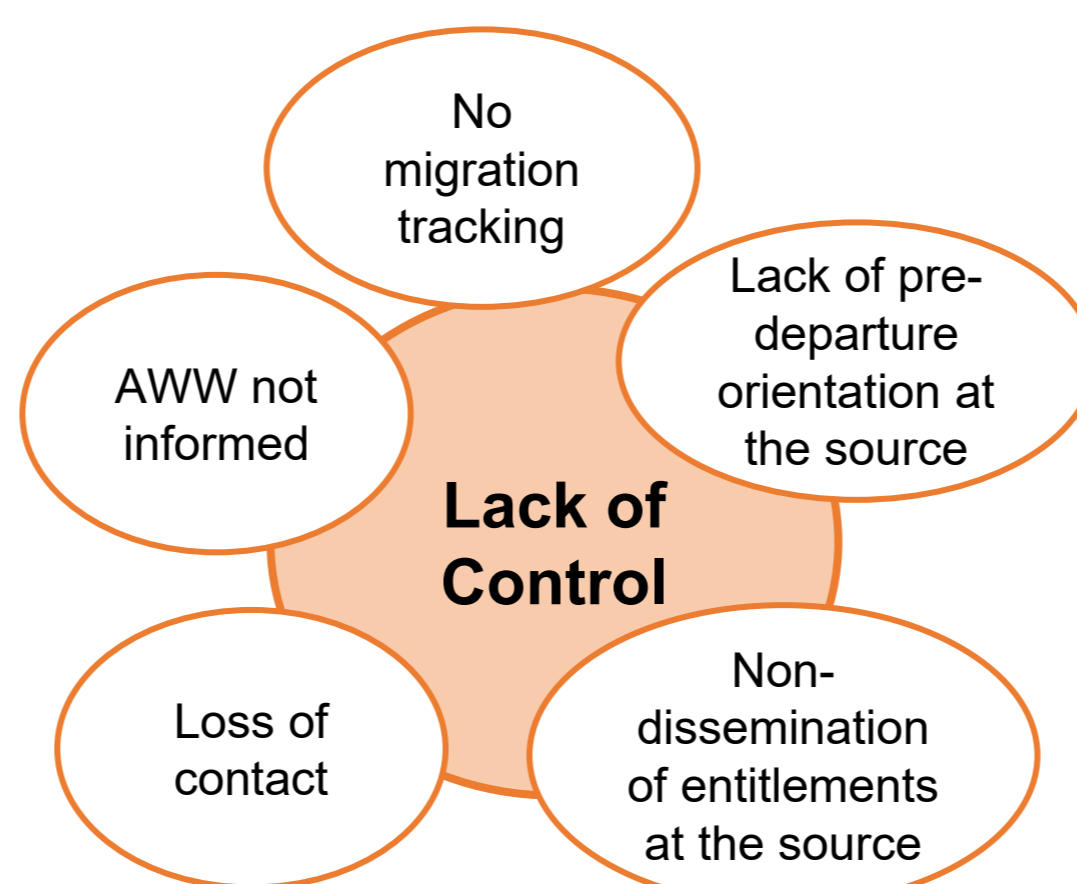 No
migration
tracking
Lack of pre-
departure
orientation at
the source
AWW not
informed
Lack of
Control
Loss of
contact
Non-
dissemination
of entitlements
at the source